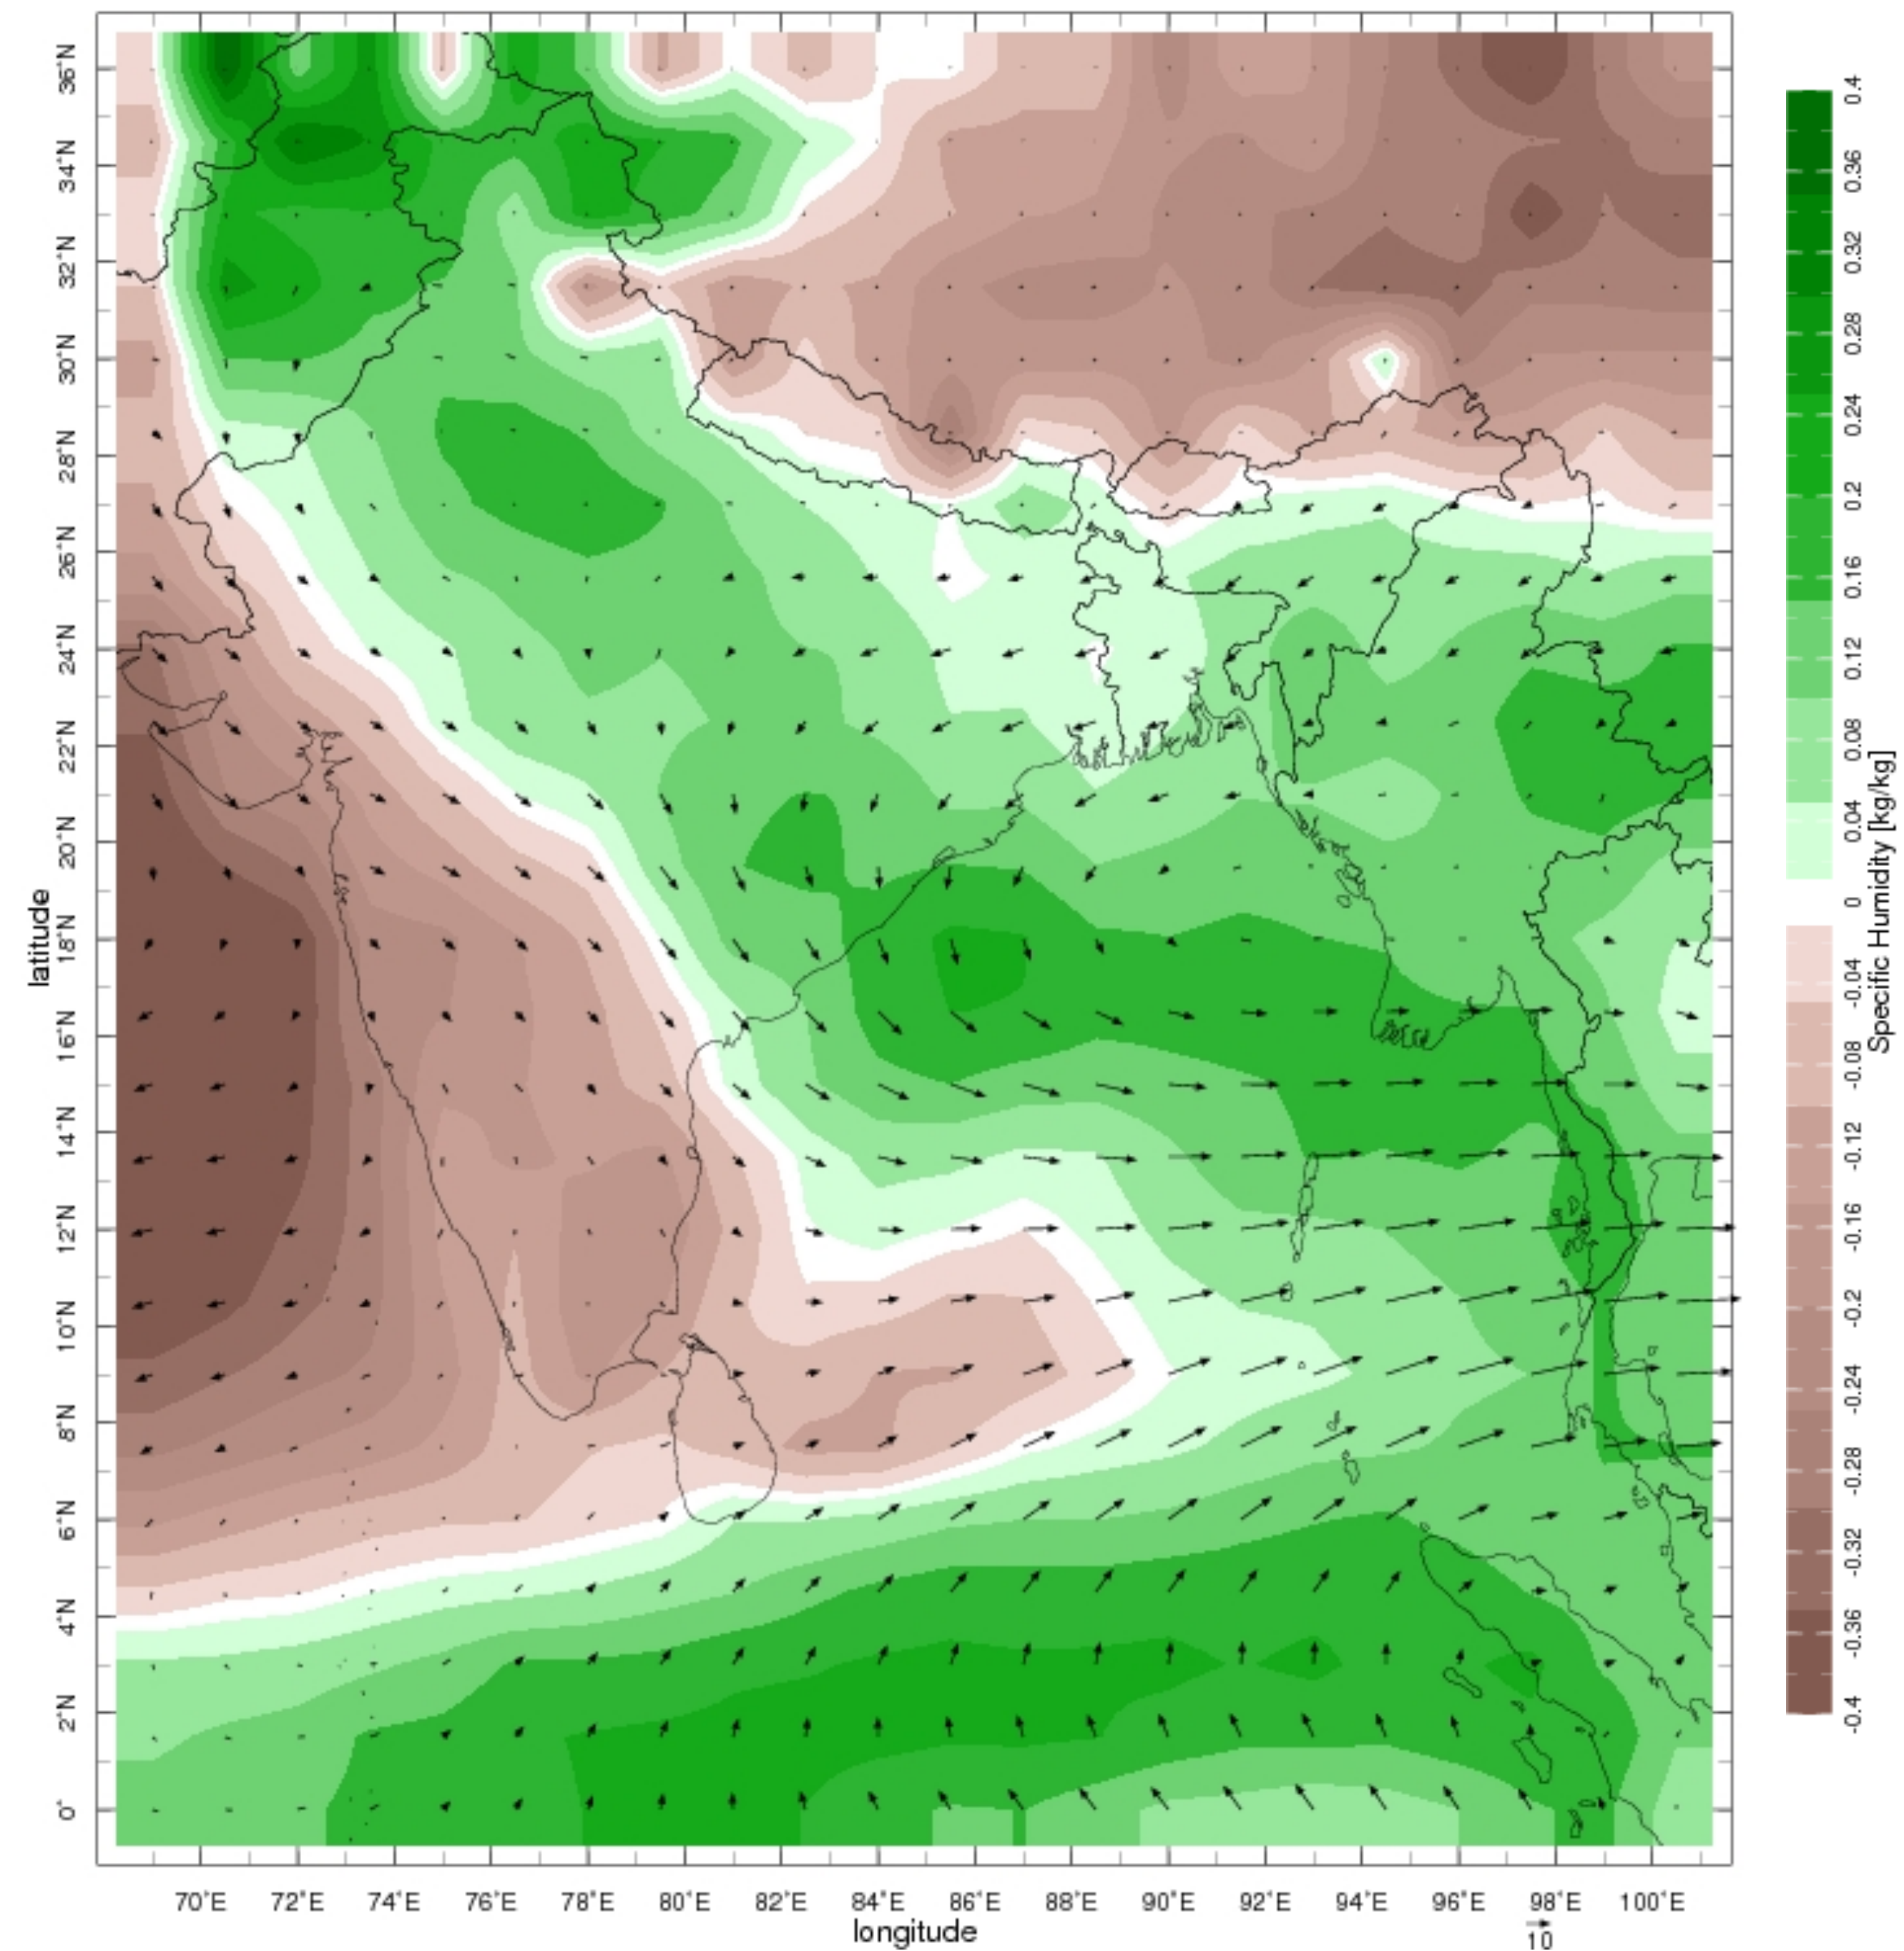 36°N
34°N
32°N
30°N
28°N
26°N
24°N
22°N
20°N
18°N
16°N
14°N
12°N
10°N
8°N
6°N
4°N
2°N
0°
latitude
70°E 72°E 74°E 76°E 78°E 80°E 82°E 84°E 86°E 88°E 90°E 92°E 94°E 96°E 98°E 100°E
longitude
10
0.4
0.36
0.32
0.28
0.24
0.2
0.16
0.12
0.08
0.04
0
-0.04
-0.08
-0.12
-0.16
-0.2
-0.24
-0.28
-0.32
-0.36
-0.4
Specific Humidity [kg/kg]